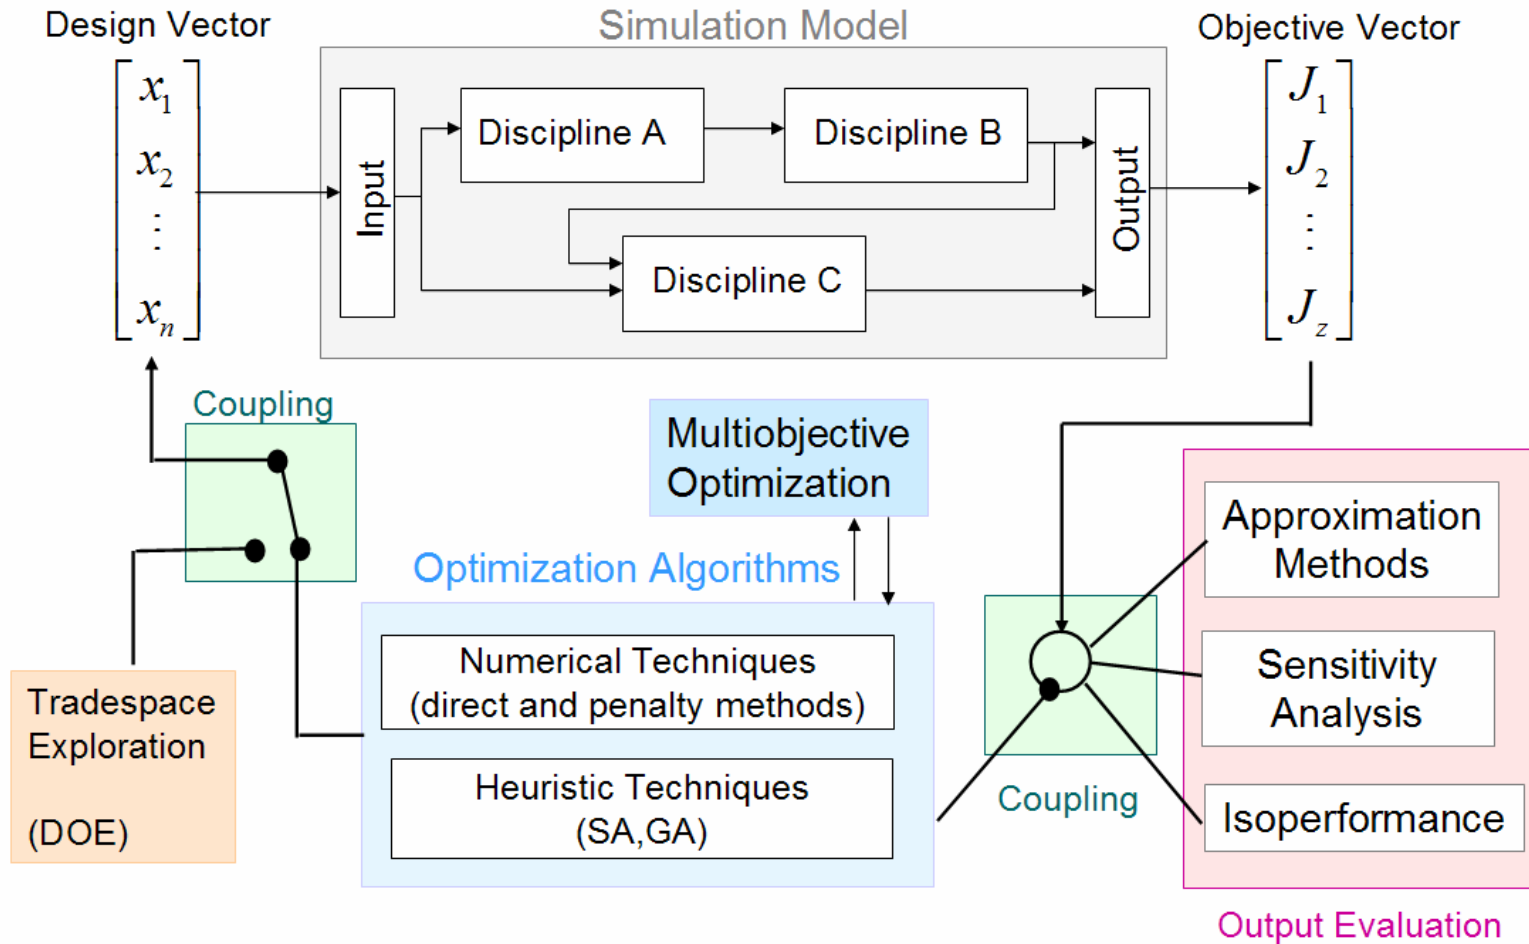 Design Vector
Simulation Model
Objective Vector
x1
x2
⋮
xn
Input
Discipline A
Discipline B
Discipline C
Output
J1
J2
⋮
Jz
Coupling
Multiobjective
Optimization
Optimization Algorithms
Numerical Techniques
(direct and penalty methods)
Heuristic Techniques
(SA,GA)
Tradespace
Exploration
(DOE)
Coupling
Approximation
Methods
Sensitivity
Analysis
Isoperformance
Output Evaluation